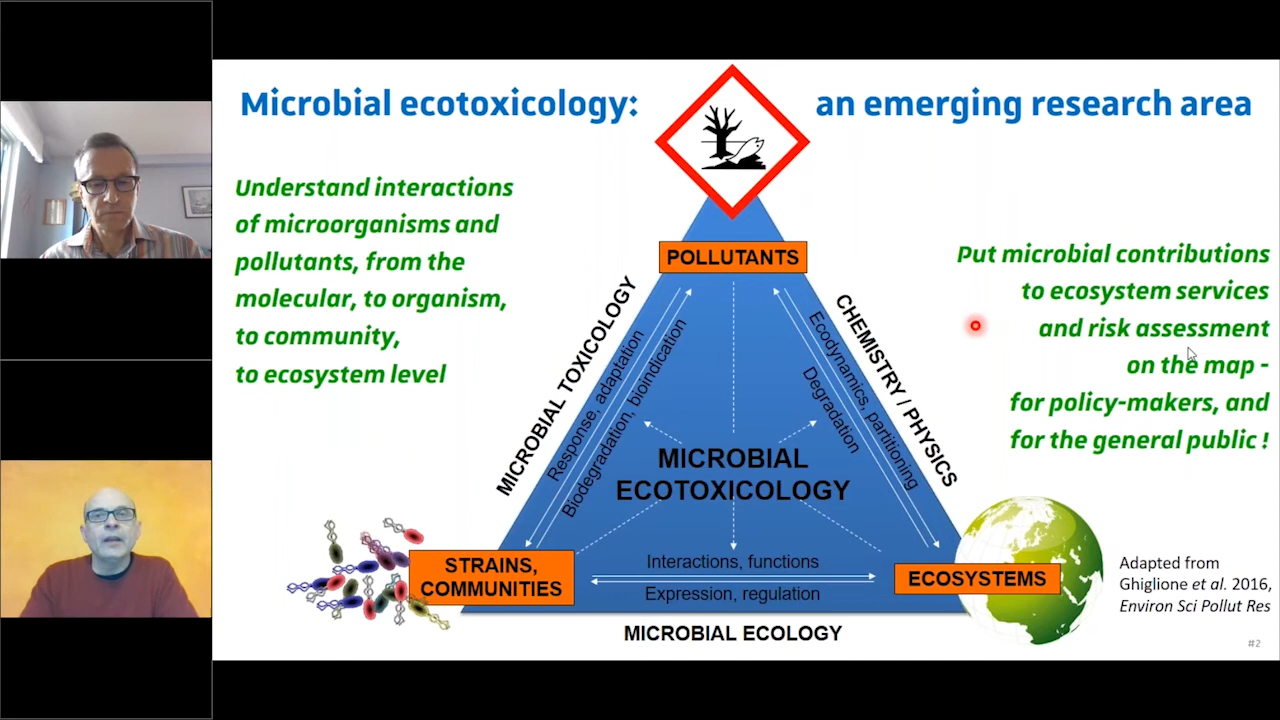 Microbial ecotoxicology:
an emerging research area
Understand interactions
of microorganisms and
pollutants, from the
molecular, to organism,
to community,
to ecosystem level
Put microbial contributions
to ecosystem services
and risk assessment
on the map -
for policy-makers, and
for the general public !
POLLUTANTS
MICROBIAL TOXICOLOGY
Response, adaptation
Biodegradation, bioindication
CHEMISTRY / PHYSICS
Ecodynamics, partitioning
Degradation
MICROBIAL
ECOTOXICOLOGY
STRAINS,
COMMUNITIES
Interactions, functions
Expression, regulation
ECOSYSTEMS
MICROBIAL ECOLOGY
Adapted from
Ghiglione et al. 2016,
Environ Sci Pollut Res
#2